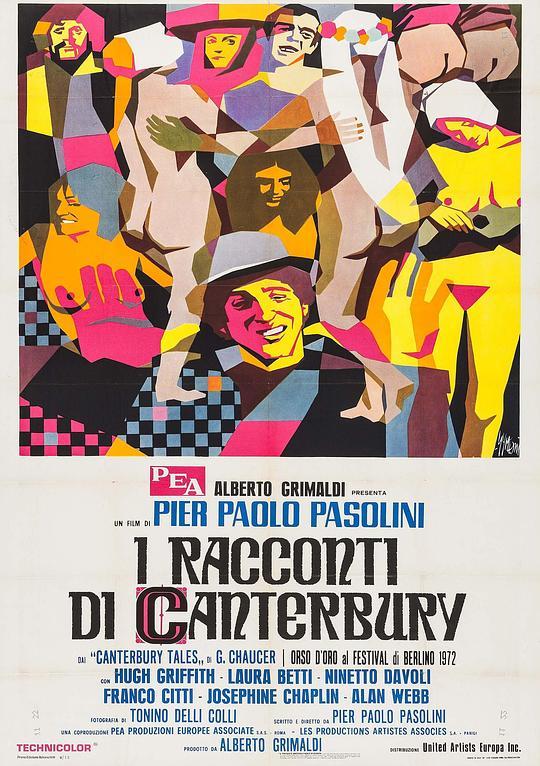 PEA ALBERTO GRIMALDI PRESENTA
UN FILM DI PIER PAOLO PASOLINI
I RACCONTI
DI CANTERBURY
DAI "CANTERBURY TALES,, DI G. CHAUCER | ORSO D'ORO al FESTIVAL di BERLINO 1972
CON HUGH GRIFFITH - LAURA BETTI - NINETTO DAVOLI
FRANCO CITTI - JOSEPHINE CHAPLIN - ALAN WEBB
FOTOGRAFIA DI TONINO DELLI COLLI SCRITTO E DIRETTO DA PIER PAOLO PASOLINI
UNA COPRODUZIONE PEA PRODUZIONI EUROPEE ASSOCIATE S.A.S. - ROMA - LES PRODUCTIONS ARTISTES ASSOCIES S.A. - PARIGI
TECHNICOLOR® PRODOTTO DA ALBERTO GRIMALDI DISTRIBUZIONE United Artists Europa Inc.